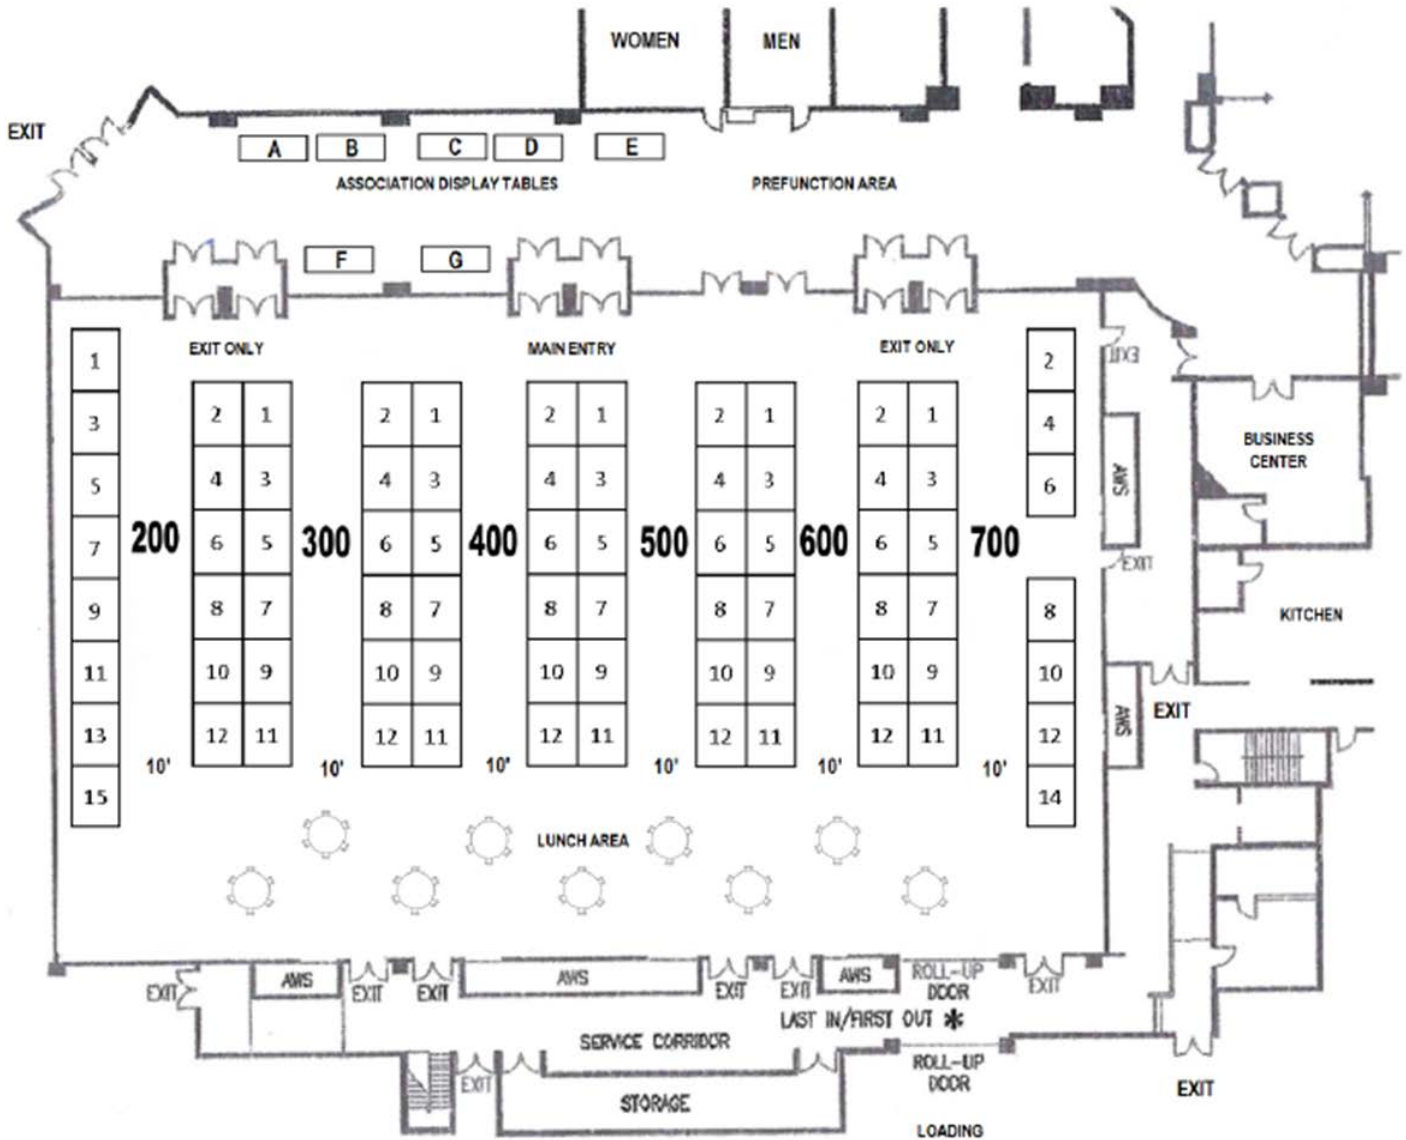 WOMEN MEN
EXIT
A B C D E
ASSOCIATION DISPLAY TABLES PREFUNCTION AREA
F G
EXIT ONLY MAIN ENTRY EXIT ONLY
EXIT
1 2
2 1 2 1 2 1 2 1 2 1
3 4
BUSINESS
CENTER
4 3 4 3 4 3 4 3 4 3
AWS
5 6
200 300 400 500 600 700
6 5 6 5 6 5 6 5 6 5
7
EXIT
9 8
8 7 8 7 8 7 8 7 8 7
KITCHEN
11 10
10 9 10 9 10 9 10 9 10 9
EXIT
AWS
13 12
12 11 12 11 12 11 12 11 12 11
10' 10' 10' 10' 10' 10'
15 14
LUNCH AREA
AWS AWS AWS ROLL-UP
DOOR
EXIT EXIT EXIT EXIT EXIT EXIT
LAST IN/FIRST OUT *
SERVICE CORRIDOR
ROLL-UP
DOOR
EXIT EXIT
STORAGE
LOADING